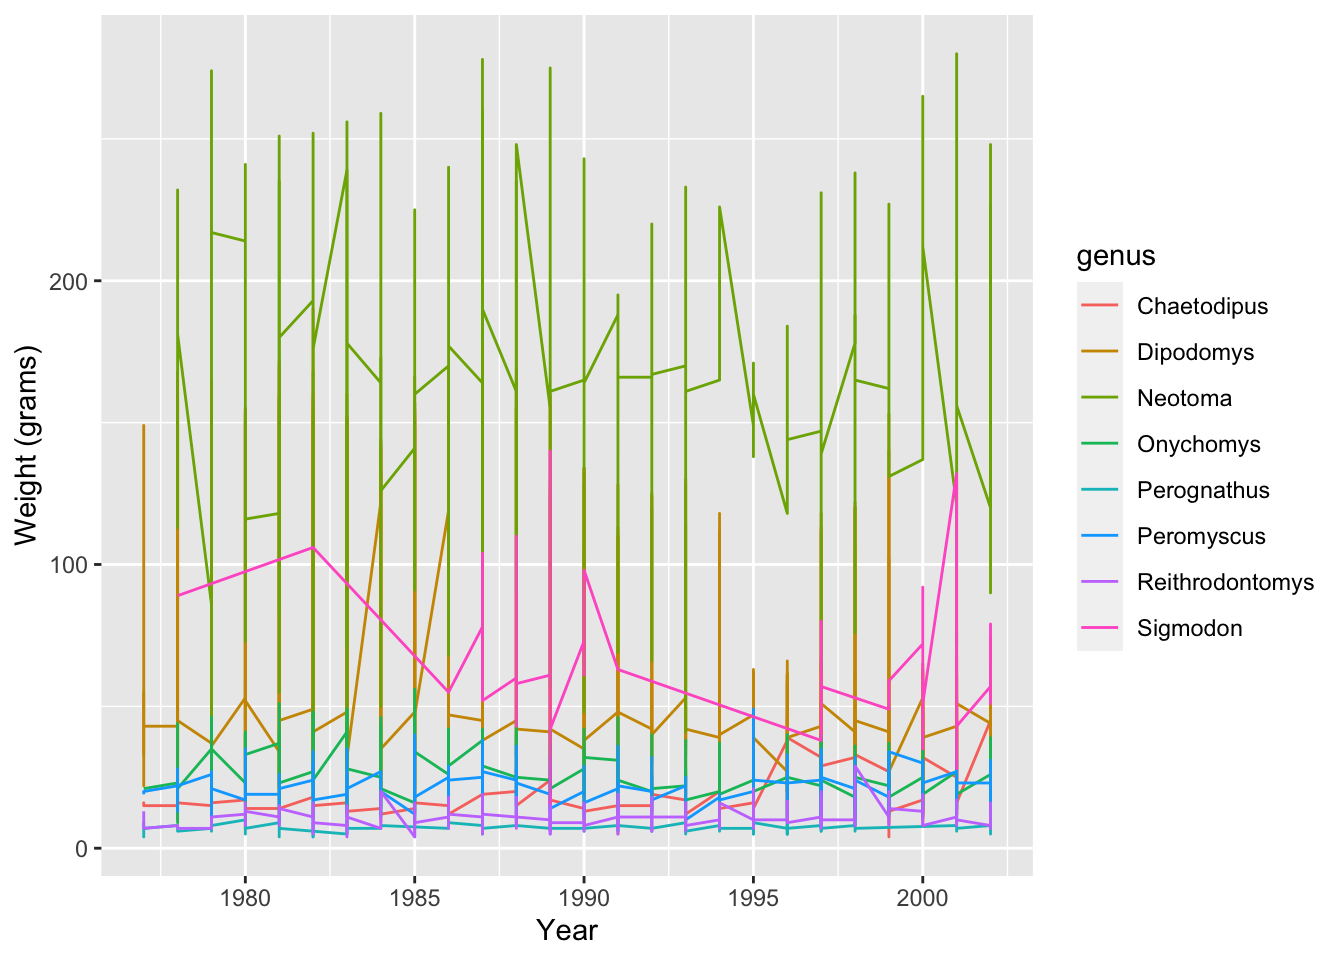 200
100
0
Weight (grams)
1980 1985 1990 1995 2000
Year
genus
Chaetodipus
Dipodomys
Neotoma
Onychomys
Perognathus
Peromyscus
Reithrodontomys
Sigmodon